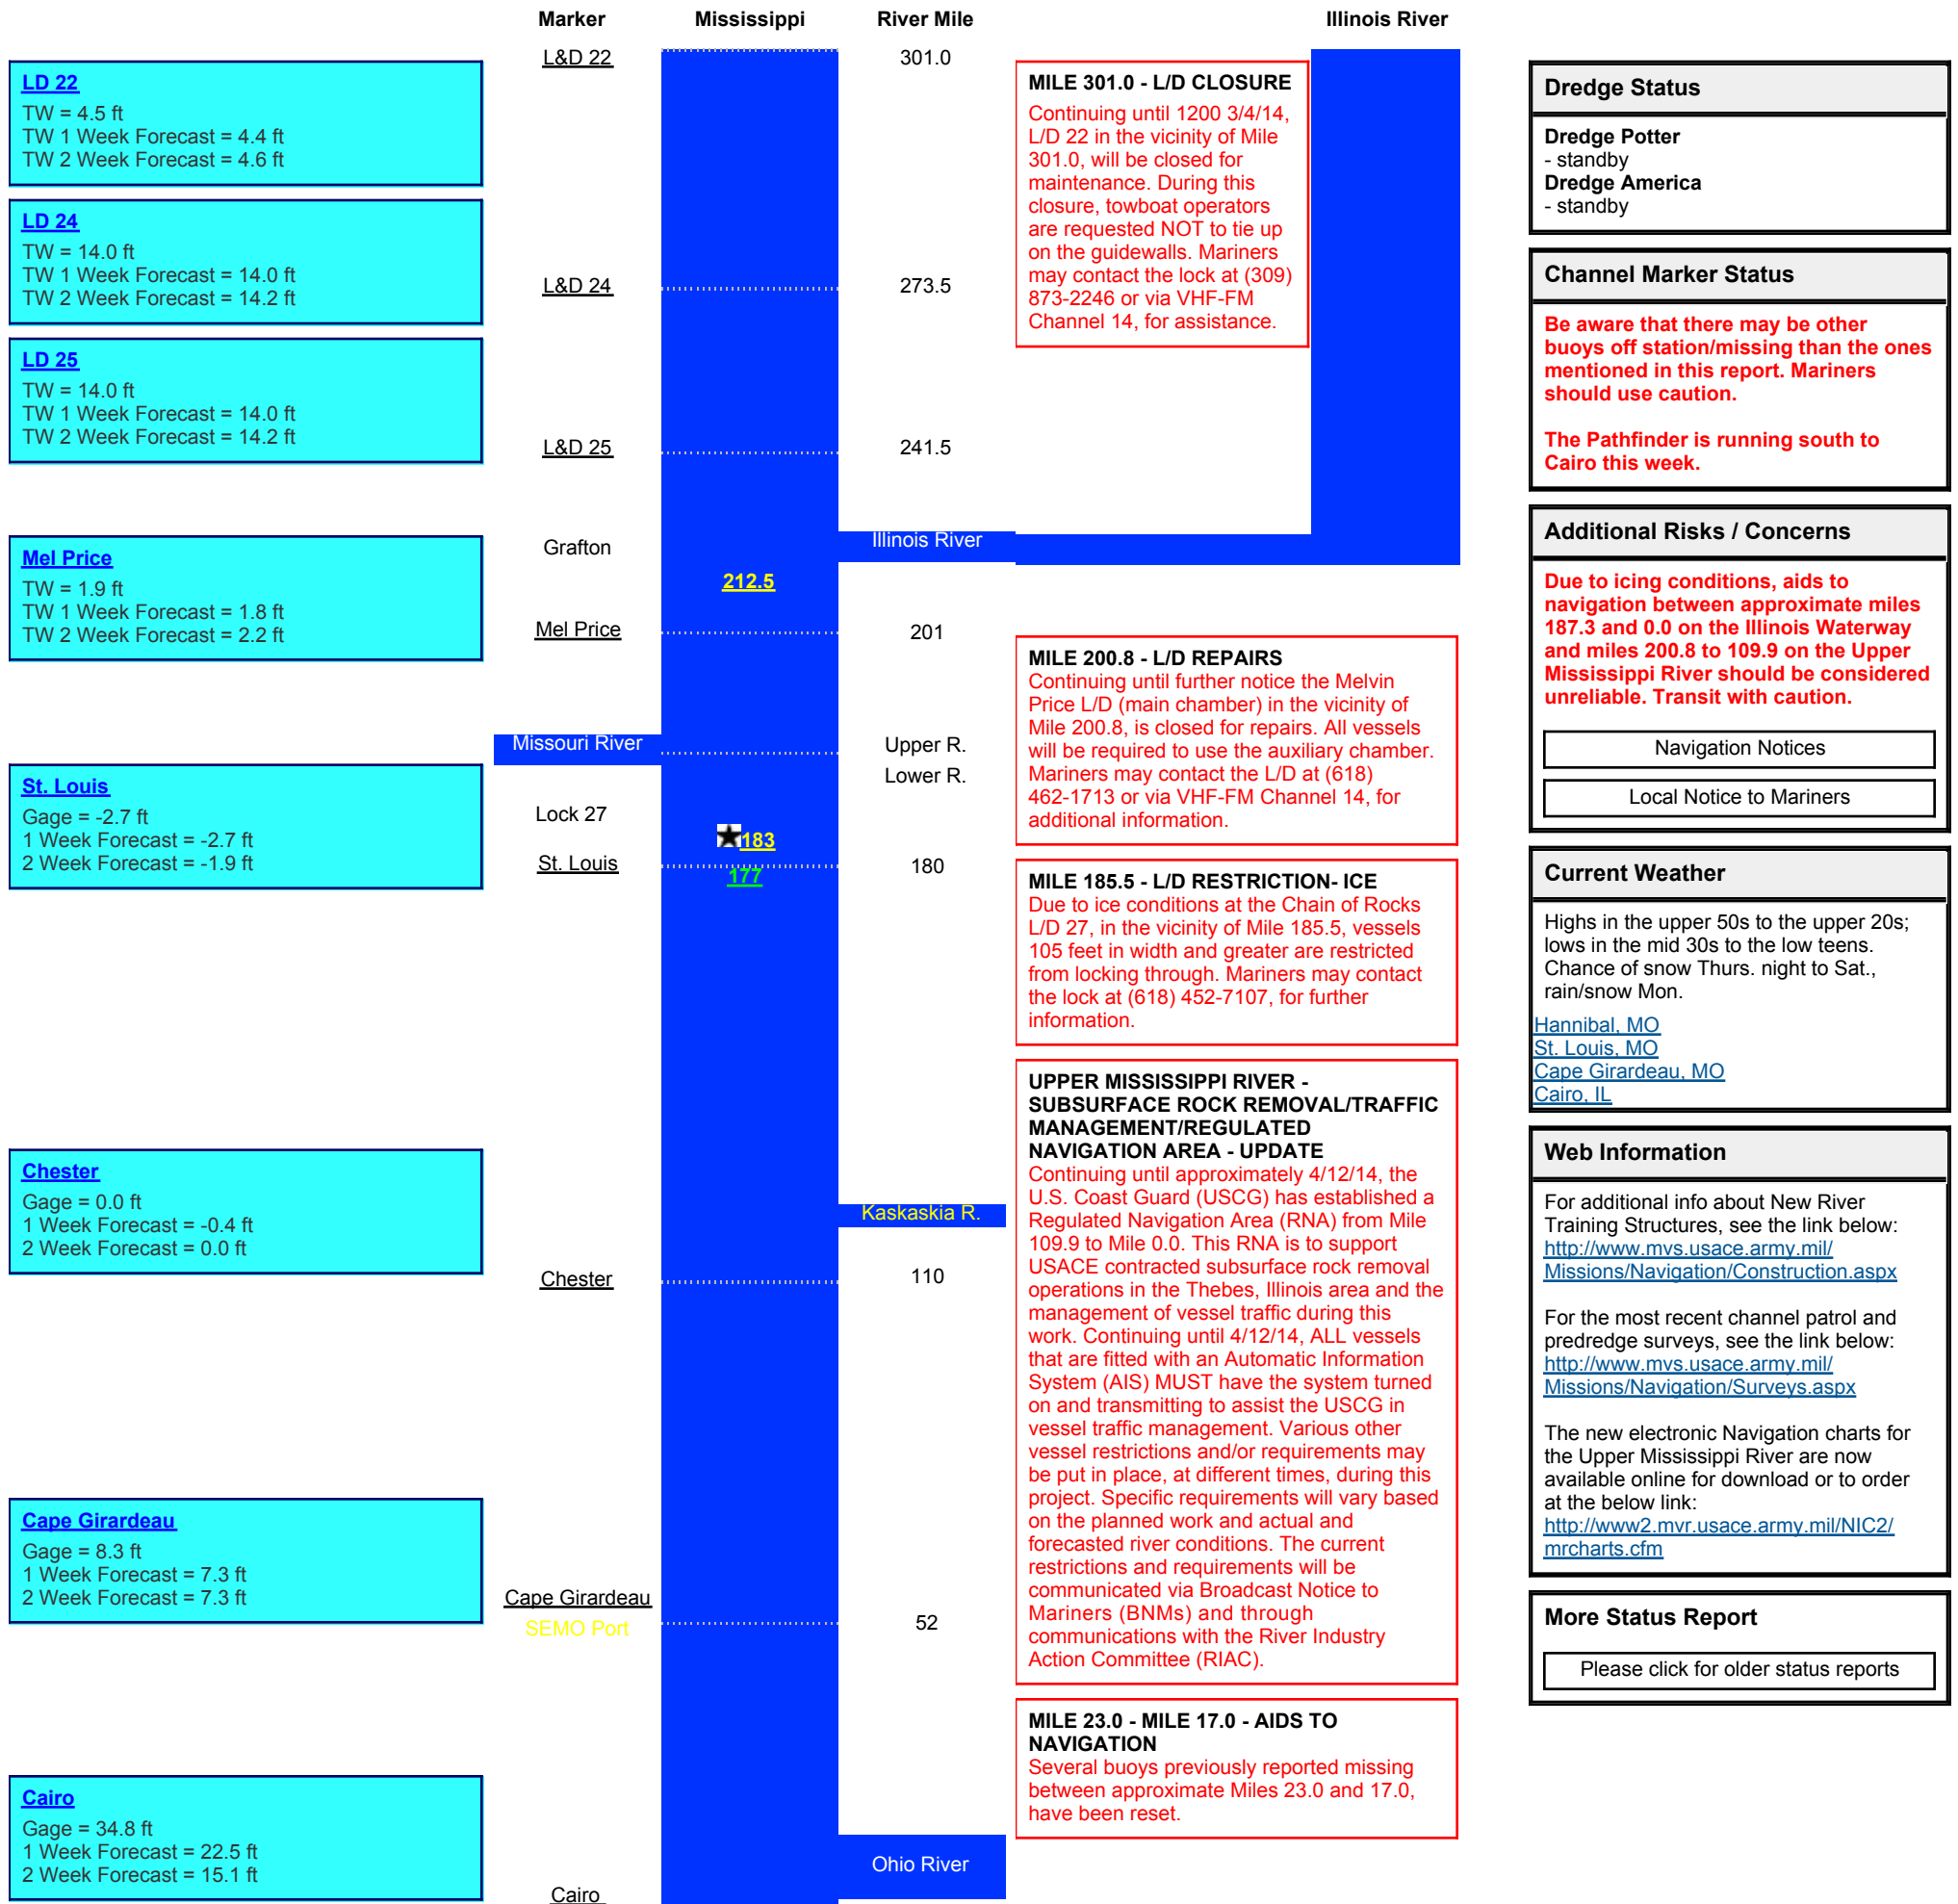 Marker Mississippi River Mile Illinois River
L&D 22 301.0
LD 22
TW = 4.5 ft
TW 1 Week Forecast = 4.4 ft
TW 2 Week Forecast = 4.6 ft
LD 24
TW = 14.0 ft
TW 1 Week Forecast = 14.0 ft
TW 2 Week Forecast = 14.2 ft
L&D 24 273.5
LD 25
TW = 14.0 ft
TW 1 Week Forecast = 14.0 ft
TW 2 Week Forecast = 14.2 ft
L&D 25 241.5
Grafton Illinois River
Mel Price
TW = 1.9 ft
TW 1 Week Forecast = 1.8 ft
TW 2 Week Forecast = 2.2 ft
212.5
Mel Price 201
Missouri River Upper R.
Lower R.
St. Louis
Gage = -2.7 ft
1 Week Forecast = -2.7 ft
2 Week Forecast = -1.9 ft
Lock 27
183
St. Louis 180
177
Chester
Gage = 0.0 ft
1 Week Forecast = -0.4 ft
2 Week Forecast = 0.0 ft
Kaskaskia R.
Chester 110
Cape Girardeau
Gage = 8.3 ft
1 Week Forecast = 7.3 ft
2 Week Forecast = 7.3 ft
Cape Girardeau
SEMO Port 52
Cairo
Gage = 34.8 ft
1 Week Forecast = 22.5 ft
2 Week Forecast = 15.1 ft
Ohio River
Cairo
MILE 301.0 - L/D CLOSURE
Continuing until 1200 3/4/14,
L/D 22 in the vicinity of Mile
301.0, will be closed for
maintenance. During this
closure, towboat operators
are requested NOT to tie up
on the guidewalls. Mariners
may contact the lock at (309)
873-2246 or via VHF-FM
Channel 14, for assistance.
MILE 200.8 - L/D REPAIRS
Continuing until further notice the Melvin
Price L/D (main chamber) in the vicinity of
Mile 200.8, is closed for repairs. All vessels
will be required to use the auxiliary chamber.
Mariners may contact the L/D at (618)
462-1713 or via VHF-FM Channel 14, for
additional information.
MILE 185.5 - L/D RESTRICTION- ICE
Due to ice conditions at the Chain of Rocks
L/D 27, in the vicinity of Mile 185.5, vessels
105 feet in width and greater are restricted
from locking through. Mariners may contact
the lock at (618) 452-7107, for further
information.
UPPER MISSISSIPPI RIVER -
SUBSURFACE ROCK REMOVAL/TRAFFIC
MANAGEMENT/REGULATED
NAVIGATION AREA - UPDATE
Continuing until approximately 4/12/14, the
U.S. Coast Guard (USCG) has established a
Regulated Navigation Area (RNA) from Mile
109.9 to Mile 0.0. This RNA is to support
USACE contracted subsurface rock removal
operations in the Thebes, Illinois area and the
management of vessel traffic during this
work. Continuing until 4/12/14, ALL vessels
that are fitted with an Automatic Information
System (AIS) MUST have the system turned
on and transmitting to assist the USCG in
vessel traffic management. Various other
vessel restrictions and/or requirements may
be put in place, at different times, during this
project. Specific requirements will vary based
on the planned work and actual and
forecasted river conditions. The current
restrictions and requirements will be
communicated via Broadcast Notice to
Mariners (BNMs) and through
communications with the River Industry
Action Committee (RIAC).
MILE 23.0 - MILE 17.0 - AIDS TO
NAVIGATION
Several buoys previously reported missing
between approximate Miles 23.0 and 17.0,
have been reset.
Dredge Status
Dredge Potter
- standby
Dredge America
- standby
Channel Marker Status
Be aware that there may be other
buoys off station/missing than the ones
mentioned in this report. Mariners
should use caution.
The Pathfinder is running south to
Cairo this week.
Additional Risks / Concerns
Due to icing conditions, aids to
navigation between approximate miles
187.3 and 0.0 on the Illinois Waterway
and miles 200.8 to 109.9 on the Upper
Mississippi River should be considered
unreliable. Transit with caution.
Navigation Notices
Local Notice to Mariners
Current Weather
Highs in the upper 50s to the upper 20s;
lows in the mid 30s to the low teens.
Chance of snow Thurs. night to Sat.,
rain/snow Mon.
Hannibal, MO
St. Louis, MO
Cape Girardeau, MO
Cairo, IL
Web Information
For additional info about New River
Training Structures, see the link below:
http://www.mvs.usace.army.mil/
Missions/Navigation/Construction.aspx
For the most recent channel patrol and
predredge surveys, see the link below:
http://www.mvs.usace.army.mil/
Missions/Navigation/Surveys.aspx
The new electronic Navigation charts for
the Upper Mississippi River are now
available online for download or to order
at the below link:
http://www2.mvr.usace.army.mil/NIC2/
mrcharts.cfm
More Status Report
Please click for older status reports